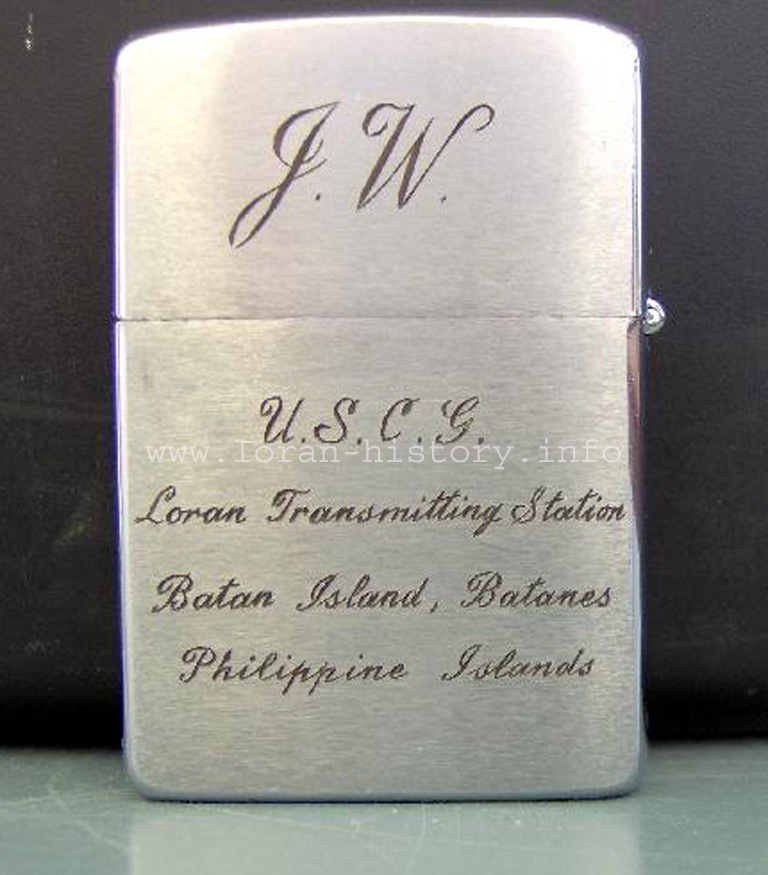 J. W.
U.S.C.G.
www.loran-history.info
Loran Transmitting Station
Batan Island, Batanes
Philippine Islands